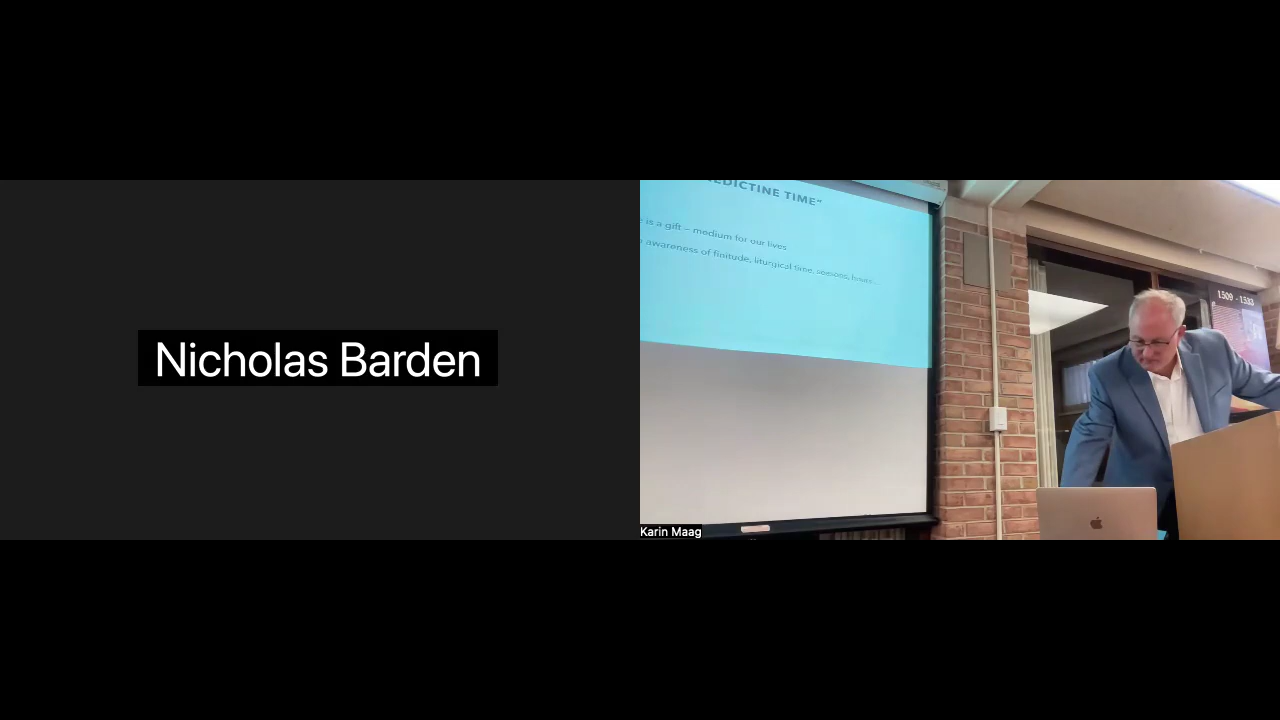 Nicholas Barden
EDICTINE TIME"
is a gift – medium for our lives
awareness of finitude, liturgical time, seasons, hours...
1509 - 1533
Karin Maag